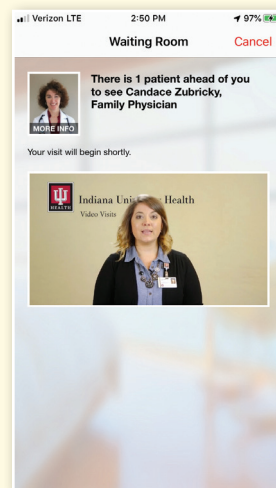 Verizon LTE 2:50 PM 97%
Waiting Room Cancel
There is 1 patient ahead of you
to see Candace Zubricky,
Family Physician
MORE INFO
Your visit will begin shortly.
Indiana Health
HEALTH
Video Visits